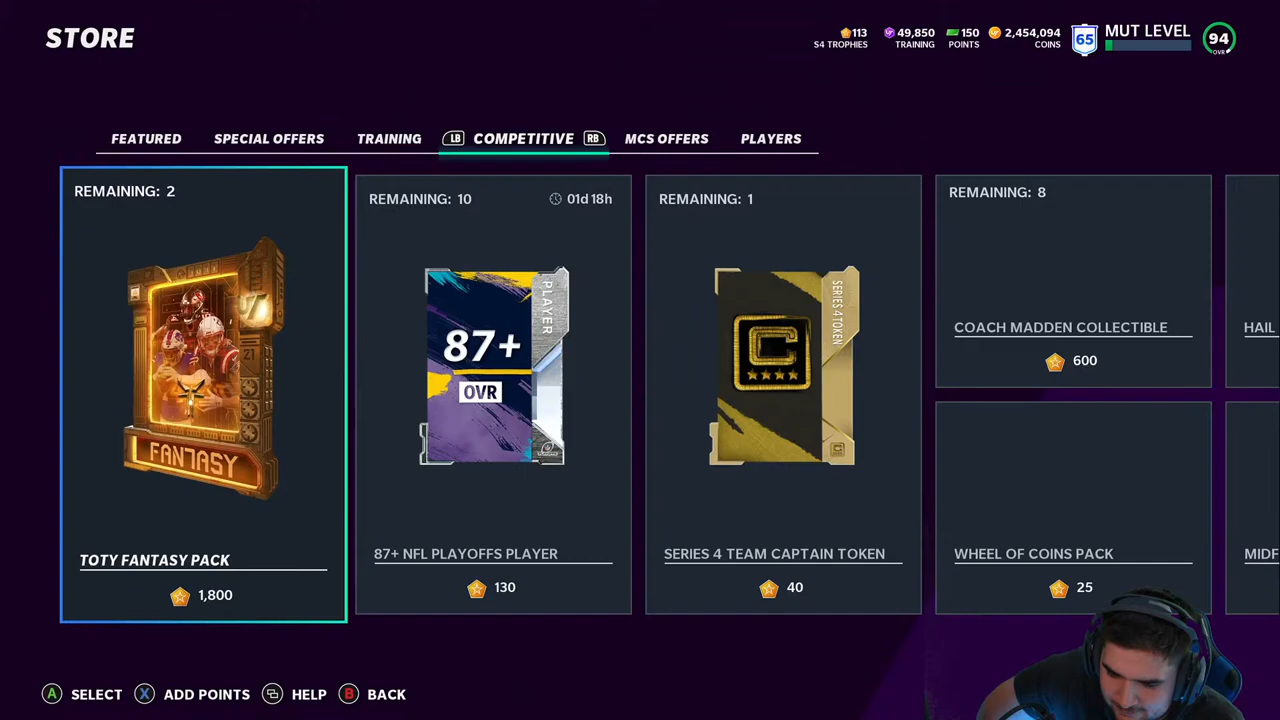 STORE
113
S4 TROPHIES
49,850
TRAINING
150
POINTS
2,454,094
COINS
65
MUT LEVEL
94
OVR
FEATURED
SPECIAL OFFERS
TRAINING
LB
COMPETITIVE
RB
MCS OFFERS
PLAYERS
REMAINING: 2
21
FANTASY
TOTY FANTASY PACK
1,800
REMAINING: 10
01d 18h
PLAYER
87+
OVR
87+ NFL PLAYOFFS PLAYER
130
REMAINING: 1
SERIES 4 TOKEN
C
SERIES 4 TEAM CAPTAIN TOKEN
40
REMAINING: 8
COACH MADDEN COLLECTIBLE
600
WHEEL OF COINS PACK
25
HAIL
MIDF
A SELECT
X ADD POINTS
HELP
B BACK